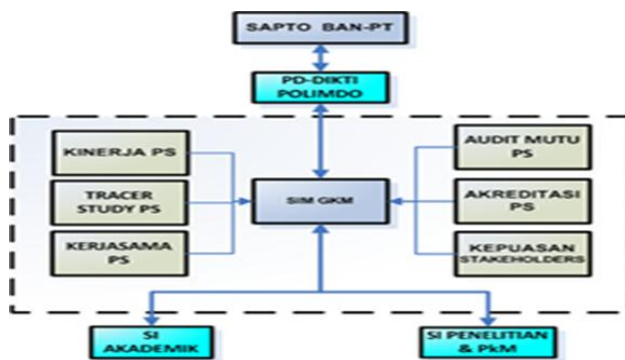 SAPTO BAN-PT
PD-DIKTI
POLIMDO
KINERJA PS
TRACER
STUDY PS
KERJASAMA
PS
SIM GKM
AUDIT MUTU
PS
AKREDITASI
PS
KEPUASAN
STAKEHOLDERS
SI
AKADEMIK
SI PENELITIAN
& PkM